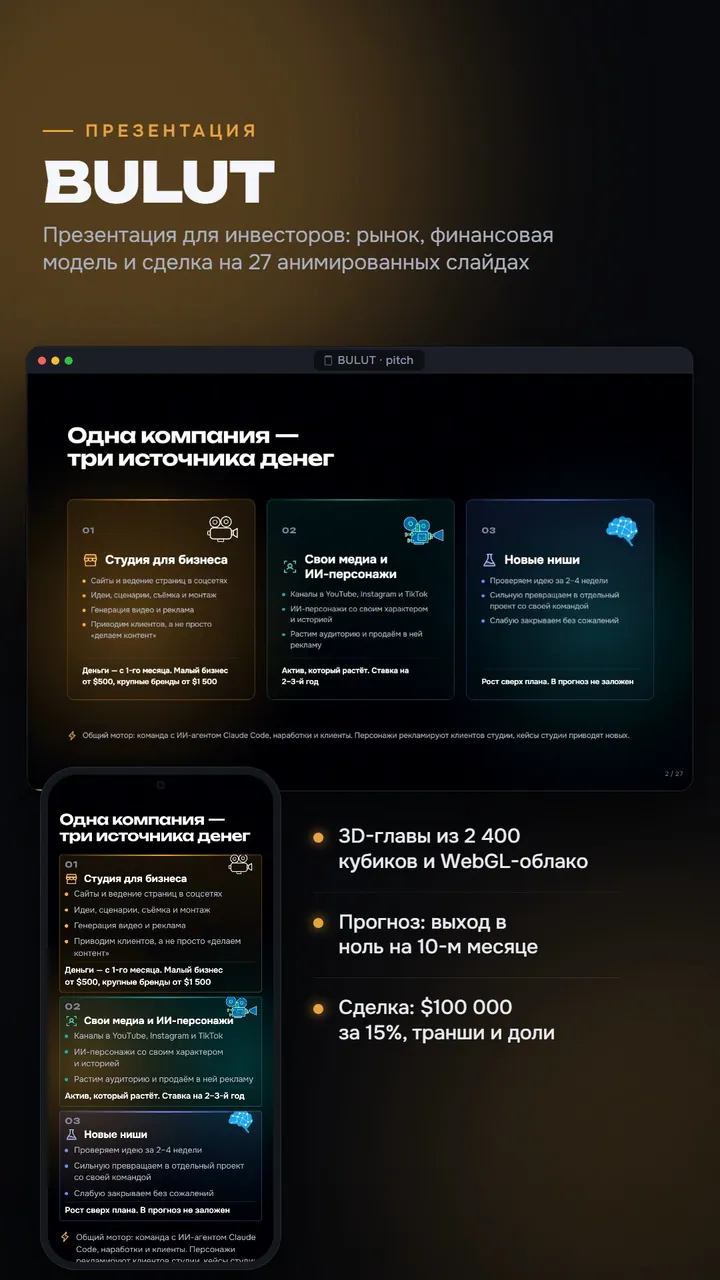 ПРЕЗЕНТАЦИЯ
BULUT
Презентация для инвесторов: рынок, финансовая
модель и сделка на 27 анимированных слайдах
BULUT · pitch
Одна компания —
три источника денег
01
Студия для бизнеса
Сайты и ведение страниц в соцсетях
Идеи, сценарии, съёмка и монтаж
Генерация видео и реклама
Приводим клиентов, а не просто
«делаем контент»
Деньги — с 1-го месяца. Малый бизнес
от $500, крупные бренды от $1 500
02
Свои медиа и
ИИ-персонажи
Каналы в YouTube, Instagram и TikTok
ИИ-персонажи со своим характером
и историей
Растим аудиторию и продаём в ней
рекламу
Актив, который растёт. Ставка на
2–3-й год
03
Новые ниши
Проверяем идею за 2–4 недели
Сильную превращаем в отдельный
проект со своей командой
Слабую закрываем без сожалений
Рост сверх плана. В прогноз не заложен
Общий мотор: команда с ИИ-агентом Claude Code, наработки и клиенты. Персонажи рекламируют клиентов студии, кейсы студии приводят новых.
2 / 27
Одна компания —
три источника денег
01
Студия для бизнеса
Сайты и ведение страниц в соцсетях
Идеи, сценарии, съёмка и монтаж
Генерация видео и реклама
Приводим клиентов, а не просто «делаем
контент»
Деньги — с 1-го месяца. Малый бизнес
от $500, крупные бренды от $1 500
02
Свои медиа и ИИ-персонажи
Каналы в YouTube, Instagram и TikTok
ИИ-персонажи со своим характером
и историей
Растим аудиторию и продаём в ней рекламу
Актив, который растёт. Ставка на 2–3-й год
03
Новые ниши
Проверяем идею за 2–4 недели
Сильную превращаем в отдельный проект
со своей командой
Слабую закрываем без сожалений
Рост сверх плана. В прогноз не заложен
Общий мотор: команда с ИИ-агентом Claude
Code, наработки и клиенты. Персонажи
рекламируют клиентов студии, кейсы студии
3D-главы из 2 400
кубиков и WebGL-облако
Прогноз: выход в
ноль на 10-м месяце
Сделка: $100 000
за 15%, транши и доли